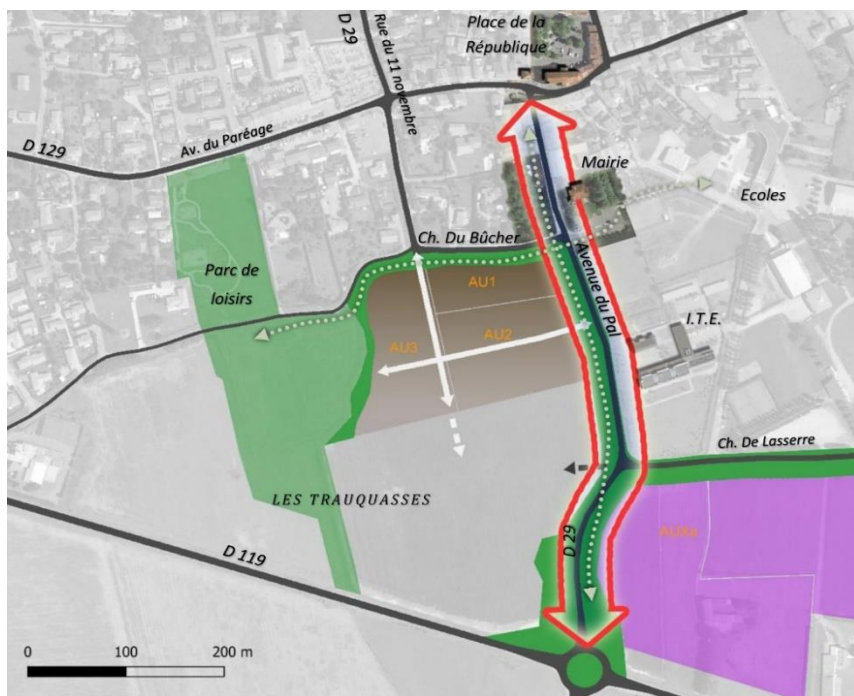 Place de la
République
D 29
Rue du 11 novembre
D 129
Av. du Paréage
Mairie
Ecoles
Ch. Du Bûcher
Parc de
loisirs
AU1
AU2
AU3
Avenue du Pal
I.T.E.
Ch. De Lasserre
LES TRAUQUASSES
AUXa
D 29
D 119
0 100 200 m